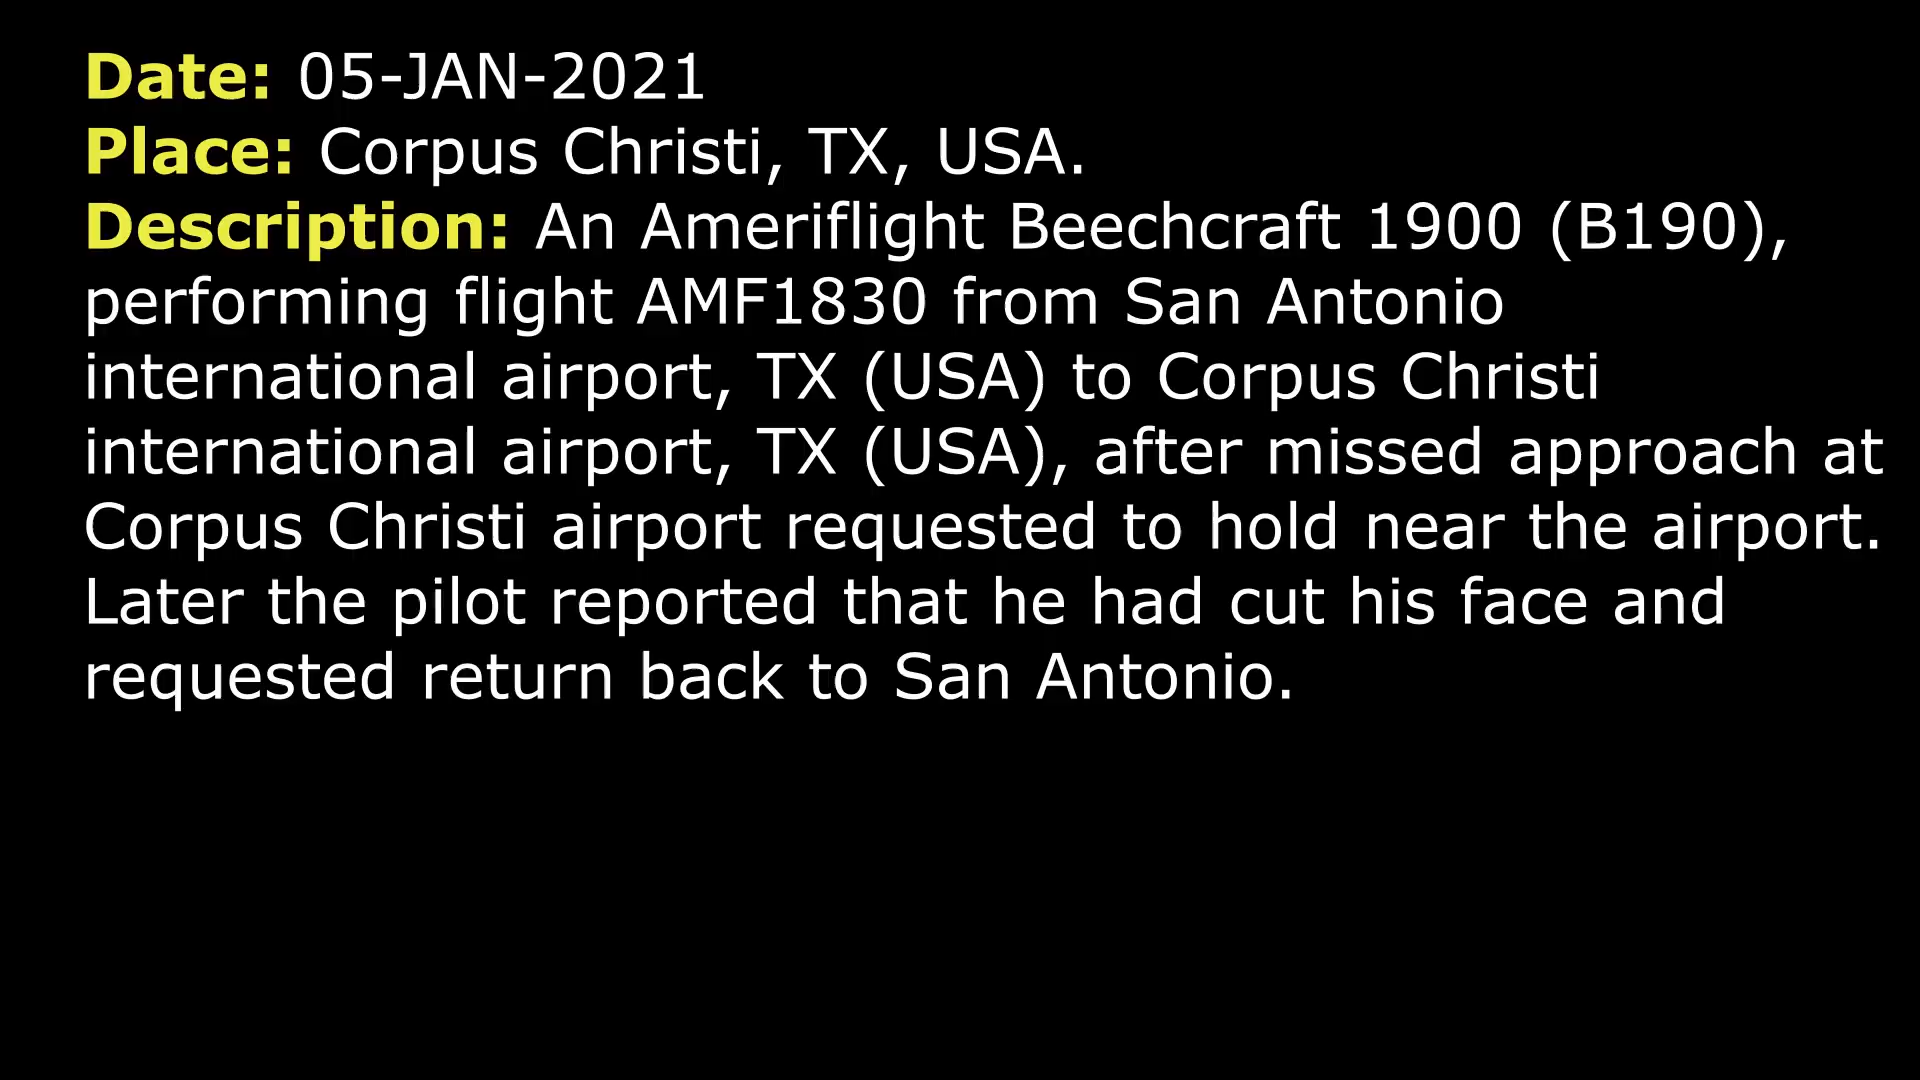 Date: 05-JAN-2021
Place: Corpus Christi, TX, USA.
Description: An Ameriflight Beechcraft 1900 (B190),
performing flight AMF1830 from San Antonio
international airport, TX (USA) to Corpus Christi
international airport, TX (USA), after missed approach at
Corpus Christi airport requested to hold near the airport.
Later the pilot reported that he had cut his face and
requested return back to San Antonio.